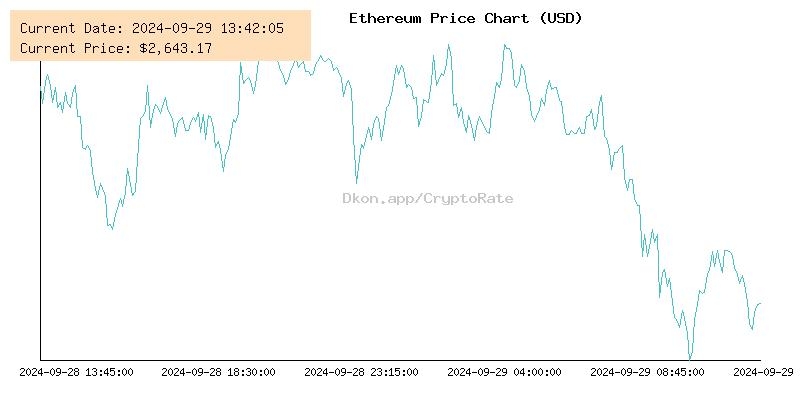 Ethereum Price Chart (USD)
Current Date: 2024-09-29 13:42:05
Current Price: $2,643.17
Dkon.app/CryptoRate
2024-09-28 13:45:00
2024-09-28 18:30:00
2024-09-28 23:15:00
2024-09-29 04:00:00
2024-09-29 08:45:00
2024-09-29